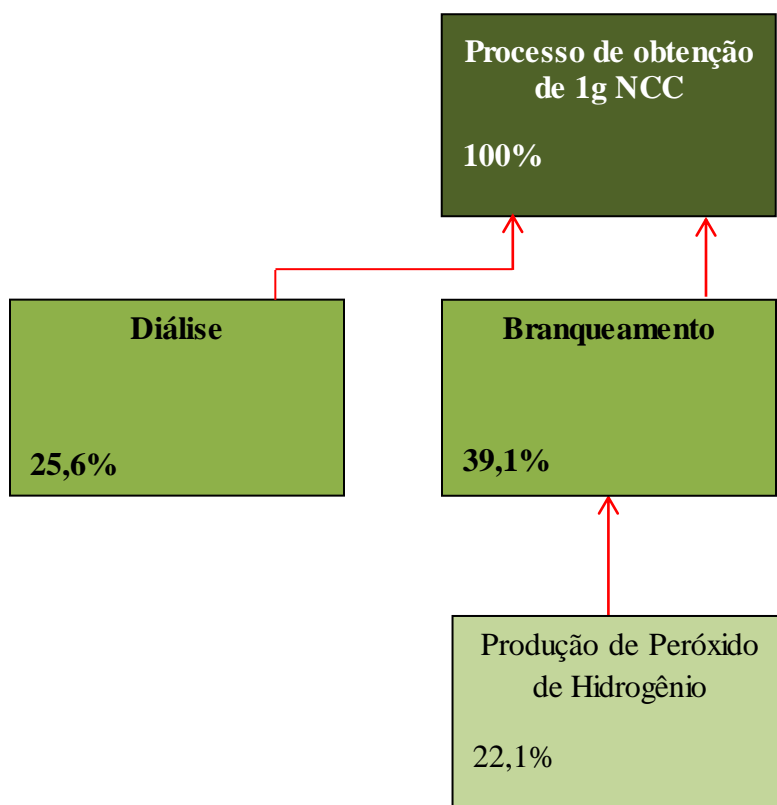 Processo de obtenção
de 1g NCC
100%
Diálise
25,6%
Branqueamento
39,1%
Produção de Peróxido
de Hidrogênio
22,1%